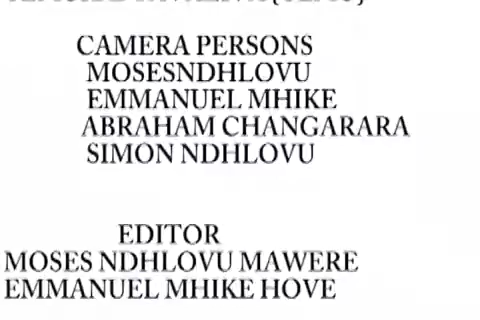 CAMERA PERSONS
MOSESNDHLOVU
EMMANUEL MHIKE
ABRAHAM CHANGARARA
SIMON NDHLOVU
EDITOR
MOSES NDHLOVU MAWERE
EMMANUEL MHIKE HOVE